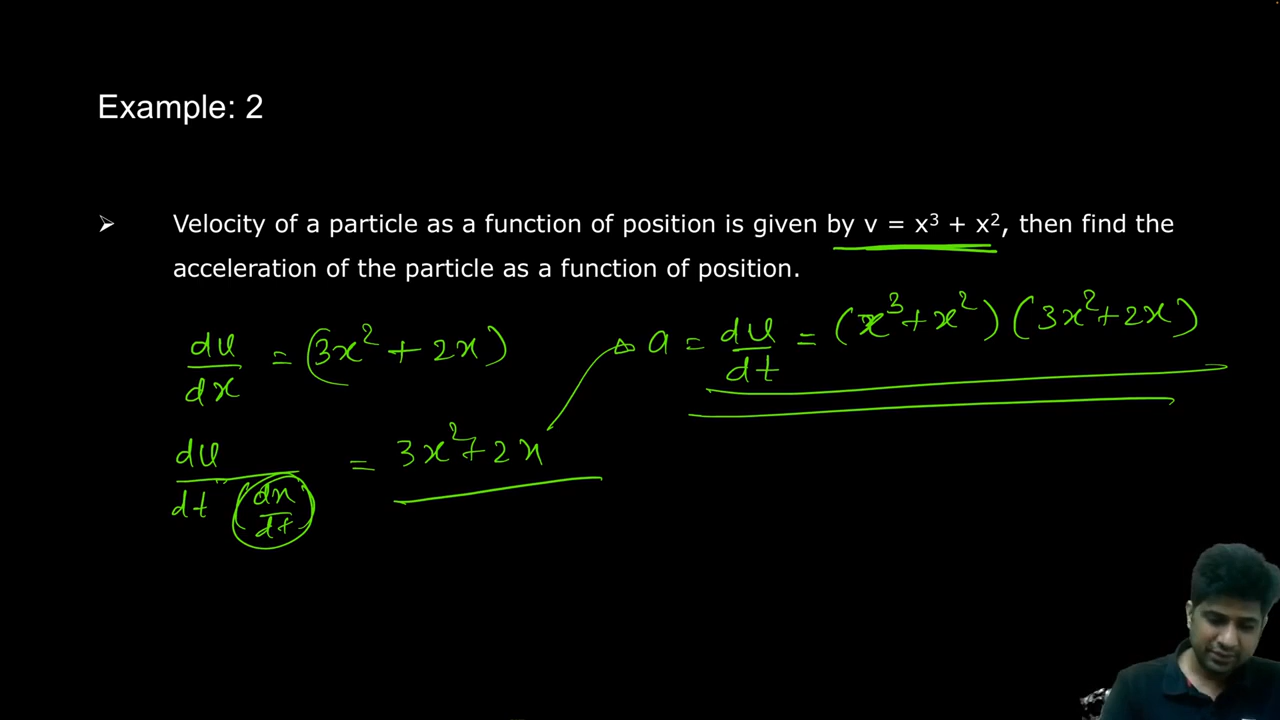 Example: 2
➢ Velocity of a particle as a function of position is given by v = x³ + x², then find the
acceleration of the particle as a function of position.
dv/dx = (3x² + 2x)
dv/(dt (dx/dt)) = 3x² + 2x
a = dv/dt = (x³ + x²)(3x² + 2x)